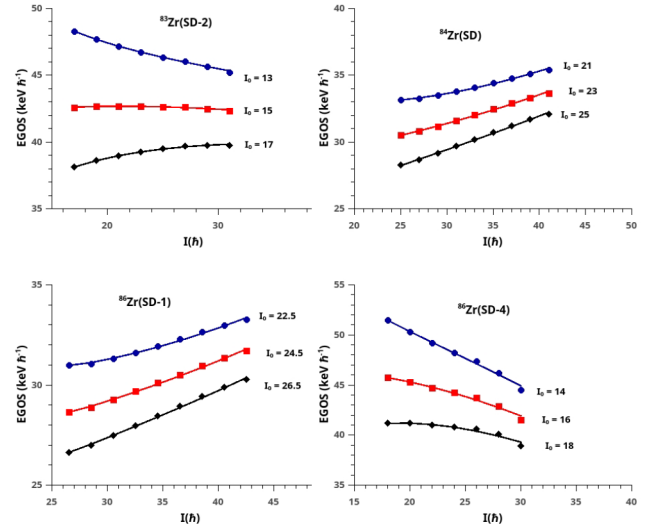 ⁸³Zr(SD-2)
EGOS (keV ℏ⁻¹)
50
45
40
35
20
30
I(ℏ)
I₀ = 13
I₀ = 15
I₀ = 17
⁸⁴Zr(SD)
EGOS (keV ℏ⁻¹)
40
35
30
25
20
25
30
35
40
45
50
I(ℏ)
I₀ = 21
I₀ = 23
I₀ = 25
⁸⁶Zr(SD-1)
EGOS (keV ℏ⁻¹)
35
30
25
25
30
35
40
45
I(ℏ)
I₀ = 22.5
I₀ = 24.5
I₀ = 26.5
⁸⁶Zr(SD-4)
EGOS (keV ℏ⁻¹)
55
50
45
40
35
15
20
25
30
35
40
I(ℏ)
I₀ = 14
I₀ = 16
I₀ = 18